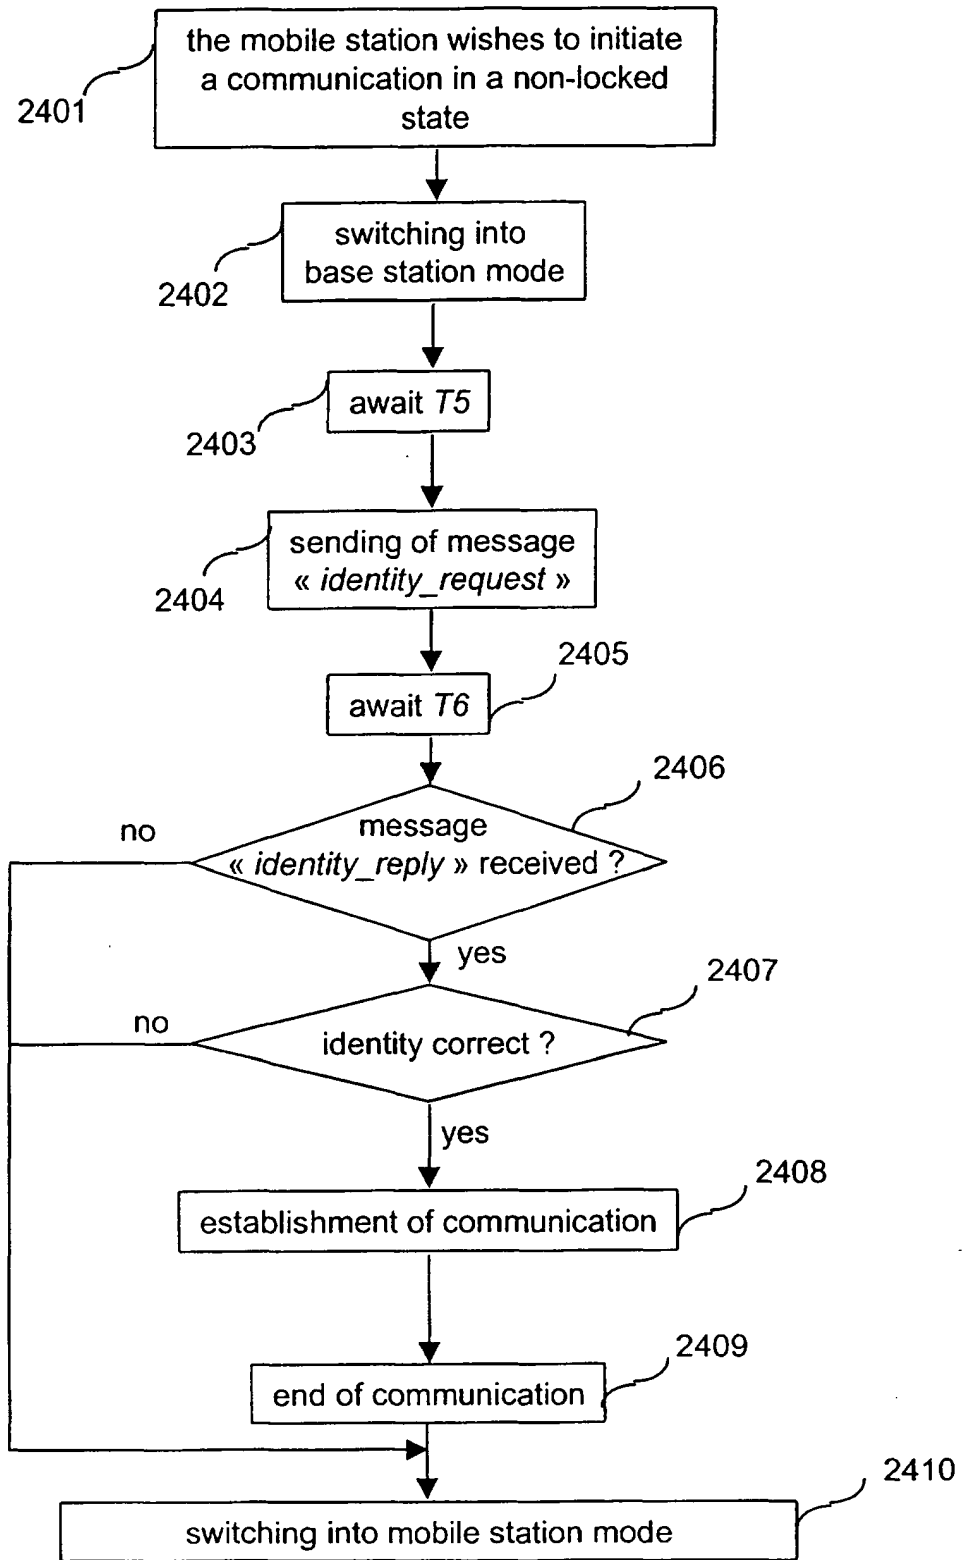 the mobile station wishes to initiate
a communication in a non-locked
state
2401
switching into
base station mode
2402
await T5
2403
sending of message
« identity_request »
2404
2405
await T6
2406
no
message
« identity_reply » received ?
yes
2407
no
identity correct ?
yes
2408
establishment of communication
2409
end of communication
2410
switching into mobile station mode